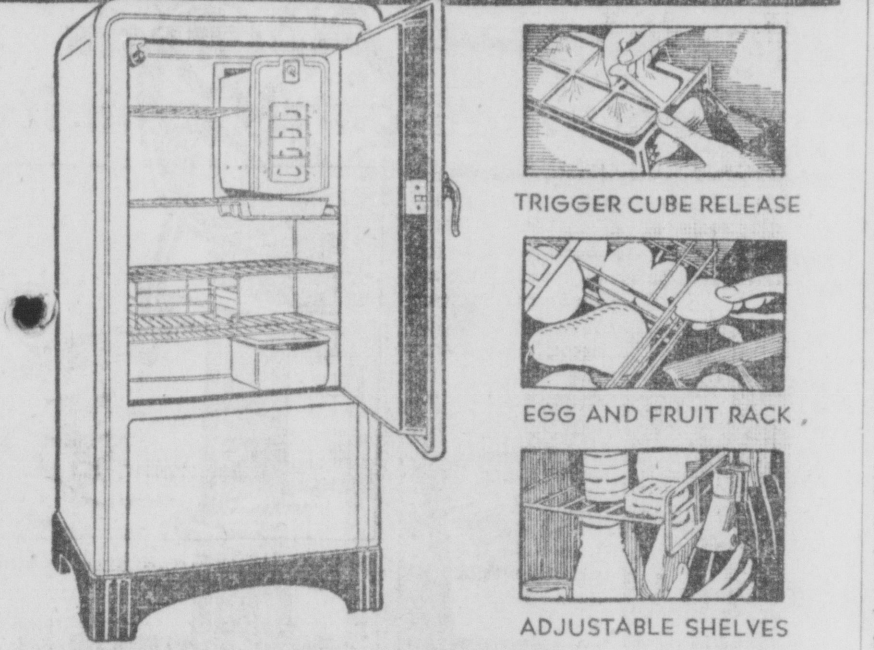 TRIGGER CUBE RELEASE
EGG AND FRUIT RACK
ADJUSTABLE SHELVES